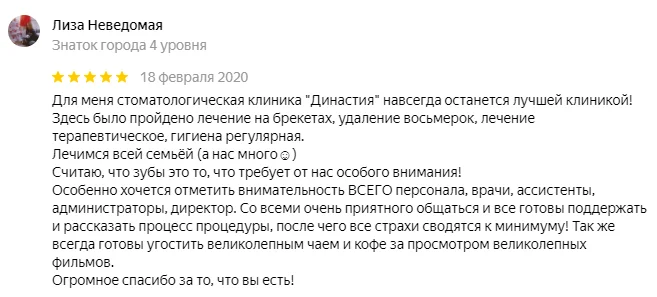 Лиза Неведомая
Знаток города 4 уровня
18 февраля 2020
Для меня стоматологическая клиника "Династия" навсегда останется лучшей клиникой!
Здесь было пройдено лечение на брекетах, удаление восьмерок, лечение
терапевтическое, гигиена регулярная.
Лечимся всей семьёй (а нас много☺)
Считаю, что зубы это то, что требует от нас особого внимания!
Особенно хочется отметить внимательность ВСЕГО персонала, врачи, ассистенты,
администраторы, директор. Со всеми очень приятного общаться и все готовы поддержать
и рассказать процесс процедуры, после чего все страхи сводятся к минимуму! Так же
всегда готовы угостить великолепным чаем и кофе за просмотром великолепных
фильмов.
Огромное спасибо за то, что вы есть!